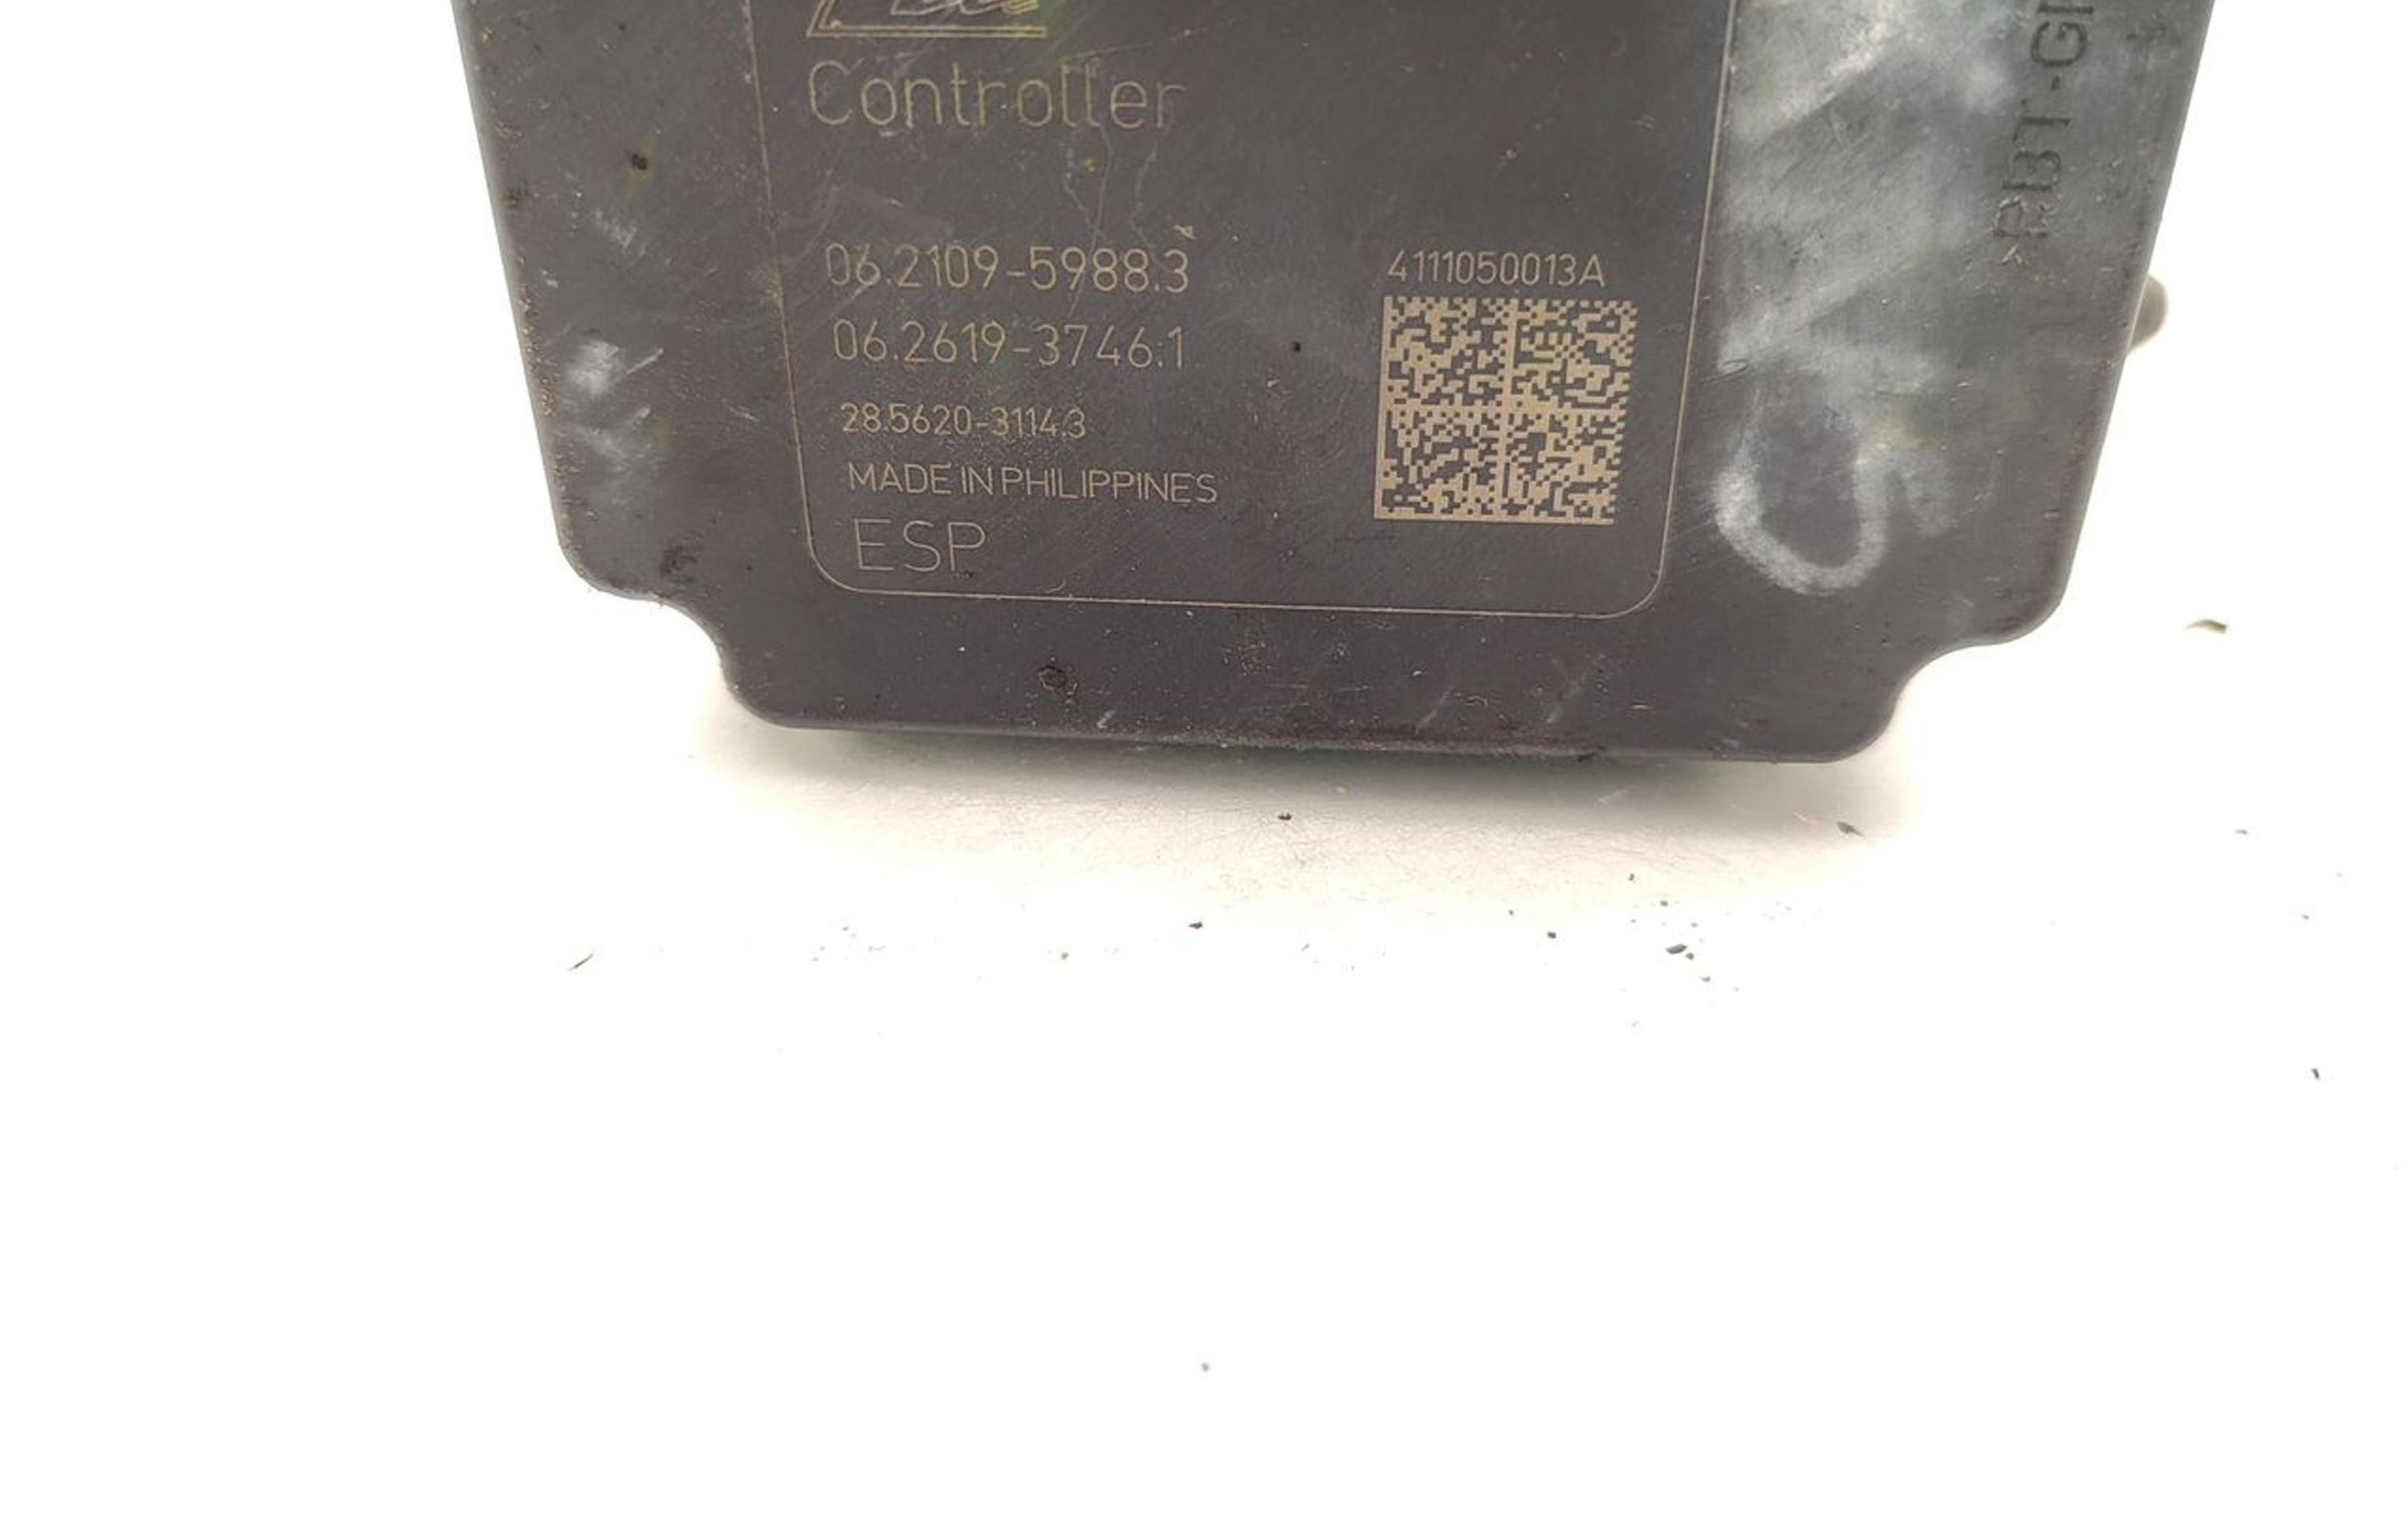 Controller
06.2109-5988.3
4111050013A
06.2619-3746.1
28.5620-3114.3
MADE IN PHILIPPINES
ESP